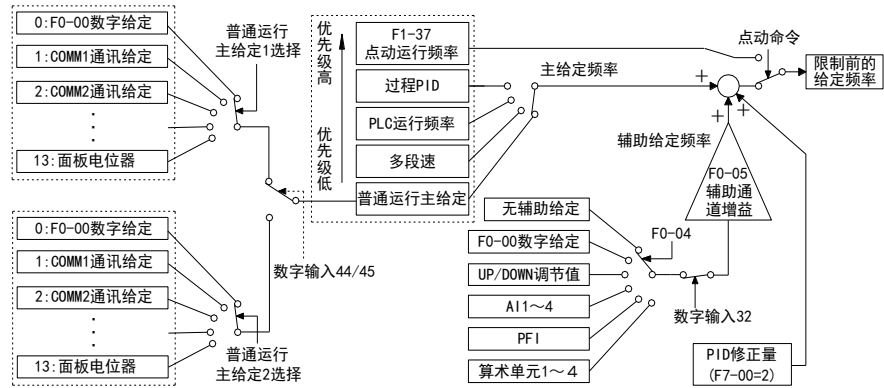 0:F0-00数字给定
1:COMM1通讯给定
2:COMM2通讯给定
13:面板电位器
普通运行
主给定1选择
0:F0-00数字给定
1:COMM1通讯给定
2:COMM2通讯给定
13:面板电位器
普通运行
主给定2选择
数字输入44/45
优先级高
优先级低
F1-37
点动运行频率
过程PID
PLC运行频率
多段速
普通运行主给定
主给定频率
点动命令
限制前的
给定频率
+
+
+
辅助给定频率
F0-05
辅助通
道增益
无辅助给定
F0-00数字给定
UP/DOWN调节值
AI1～4
PFI
算术单元1～4
F0-04
数字输入32
PID修正量
(F7-00=2)